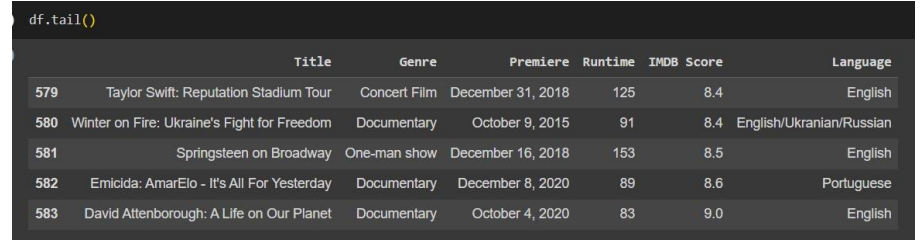 df.tail()
Title Genre Premiere Runtime IMDB Score Language
579 Taylor Swift: Reputation Stadium Tour Concert Film December 31, 2018 125 8.4 English
580 Winter on Fire: Ukraine's Fight for Freedom Documentary October 9, 2015 91 8.4 English/Ukranian/Russian
581 Springsteen on Broadway One-man show December 16, 2018 153 8.5 English
582 Emicida: AmarElo - It's All For Yesterday Documentary December 8, 2020 89 8.6 Portuguese
583 David Attenborough: A Life on Our Planet Documentary October 4, 2020 83 9.0 English